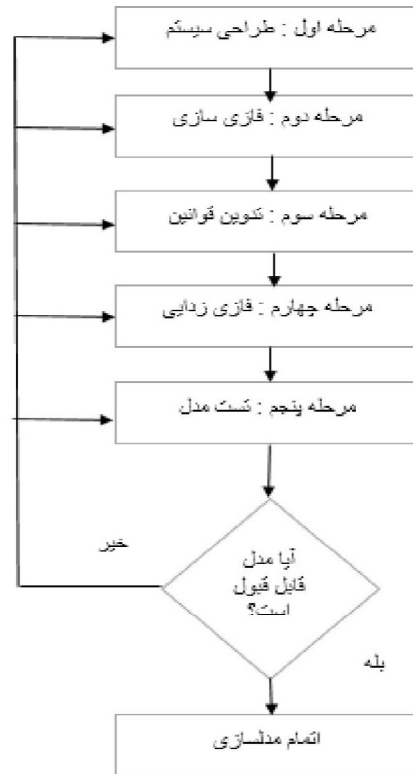 مرحله اول : طراحی سیستم
مرحله دوم : فازی سازی
مرحله سوم : تدوین قوانین
مرحله چهارم : فازی زدایی
مرحله پنجم : تست مدل
خیر
آیا مدل
قابل قبول
است؟
بله
اتمام مدلسازی